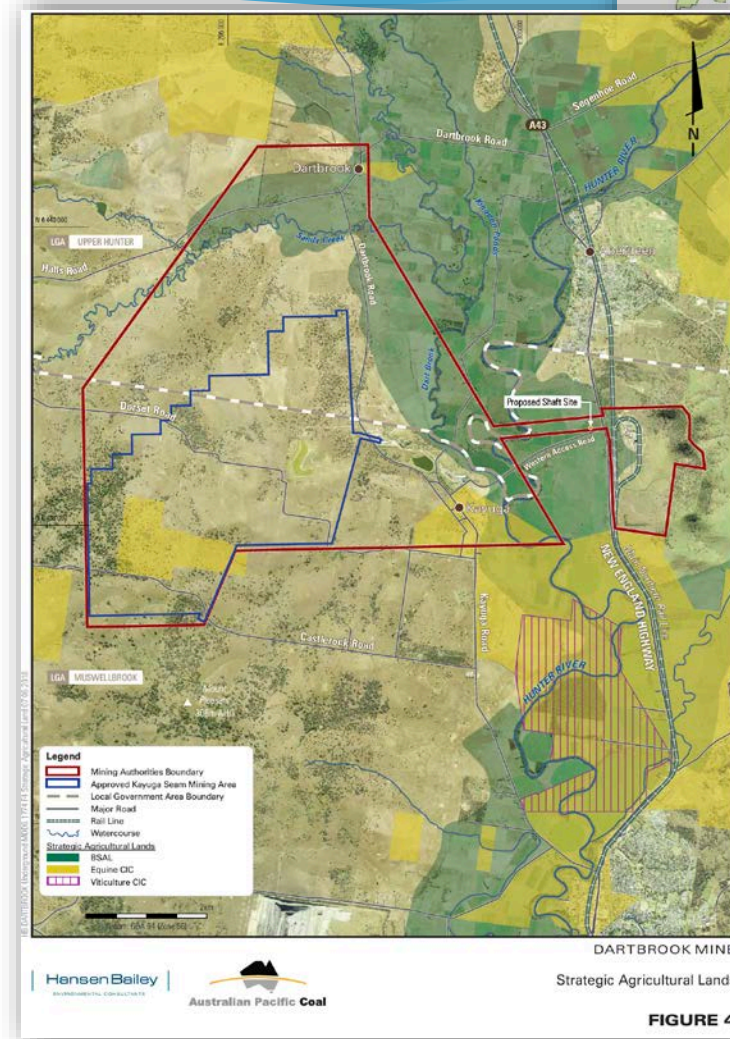 Sogenhoe Road
A43
Dartbrook Road
N
Dartbrook
HUNTER RIVER
LGA UPPER HUNTER
Sandy Creek
Halls Road
Dartbrook Road
Dart Brook
Dorset Road
Proposed Shaft Site
Western Access Road
Kayuga
NEW ENGLAND HIGHWAY
Castlerock Road
Kayuga Road
LGA MUSWELLBROOK
HUNTER RIVER
Legend
Mining Authorities Boundary
Approved Kayuga Seam Mining Area
Local Government Area Boundary
Major Road
Rail Line
Watercourse
Strategic Agricultural Lands
BSAL
Equine CIC
Viticulture CIC
2km
DARTBROOK MINE
HansenBailey
ENVIRONMENTAL CONSULTANTS
Australian Pacific Coal
Strategic Agricultural Land
FIGURE 4